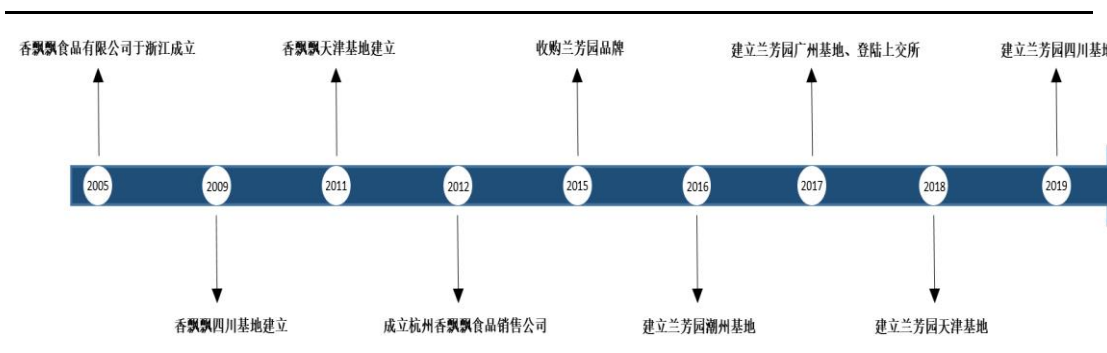 香飘飘食品有限公司于浙江成立
香飘飘天津基地建立
收购兰芳园品牌
建立兰芳园广州基地、登陆上交所
建立兰芳园四川基地
2005
2009
2011
2012
2015
2016
2017
2018
2019
香飘飘四川基地建立
成立杭州香飘飘食品销售公司
建立兰芳园潮州基地
建立兰芳园天津基地